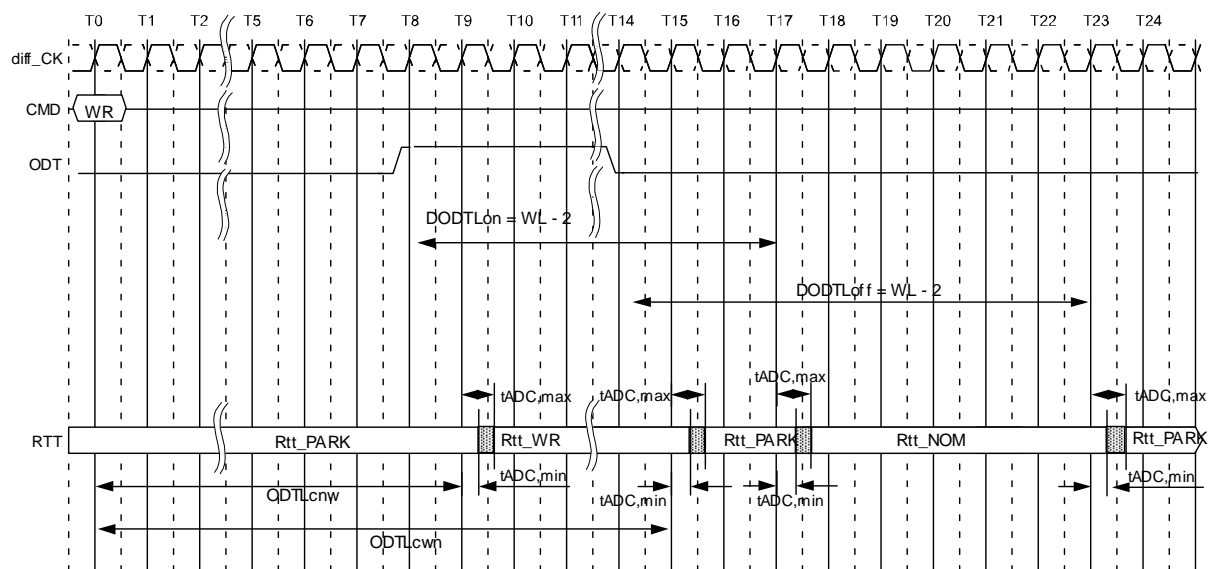 T0 T1 T2 T5 T6 T7 T8 T9 T10 T11 T14 T15 T16 T17 T18 T19 T20 T21 T22 T23 T24
diff_CK
CMD WR
ODT
DODTLon = WL - 2
DODTLoff = WL - 2
tADC,max
tADC,max tADC,max tADC,max
RTT Rtt_PARK Rtt_WR Rtt_PARK Rtt_NOM Rtt_PARK
tADC,min tADC,min
ODTLcnw tADC,min tADC,min
ODTLcwn